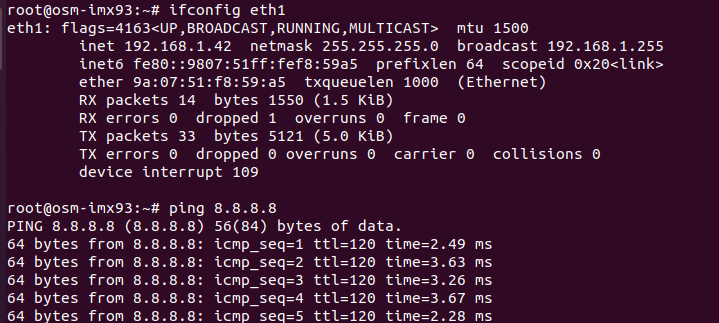 root@osm-imx93:~# ifconfig eth1
eth1: flags=4163<UP,BROADCAST,RUNNING,MULTICAST>  mtu 1500
        inet 192.168.1.42  netmask 255.255.255.0  broadcast 192.168.1.255
        inet6 fe80::9807:51ff:fef8:59a5  prefixlen 64  scopeid 0x20<link>
        ether 9a:07:51:f8:59:a5  txqueuelen 1000  (Ethernet)
        RX packets 14  bytes 1550 (1.5 KiB)
        RX errors 0  dropped 1  overruns 0  frame 0
        TX packets 33  bytes 5121 (5.0 KiB)
        TX errors 0  dropped 0 overruns 0  carrier 0  collisions 0
        device interrupt 109
root@osm-imx93:~# ping 8.8.8.8
PING 8.8.8.8 (8.8.8.8) 56(84) bytes of data.
64 bytes from 8.8.8.8: icmp_seq=1 ttl=120 time=2.49 ms
64 bytes from 8.8.8.8: icmp_seq=2 ttl=120 time=3.63 ms
64 bytes from 8.8.8.8: icmp_seq=3 ttl=120 time=3.26 ms
64 bytes from 8.8.8.8: icmp_seq=4 ttl=120 time=3.67 ms
64 bytes from 8.8.8.8: icmp_seq=5 ttl=120 time=2.28 ms